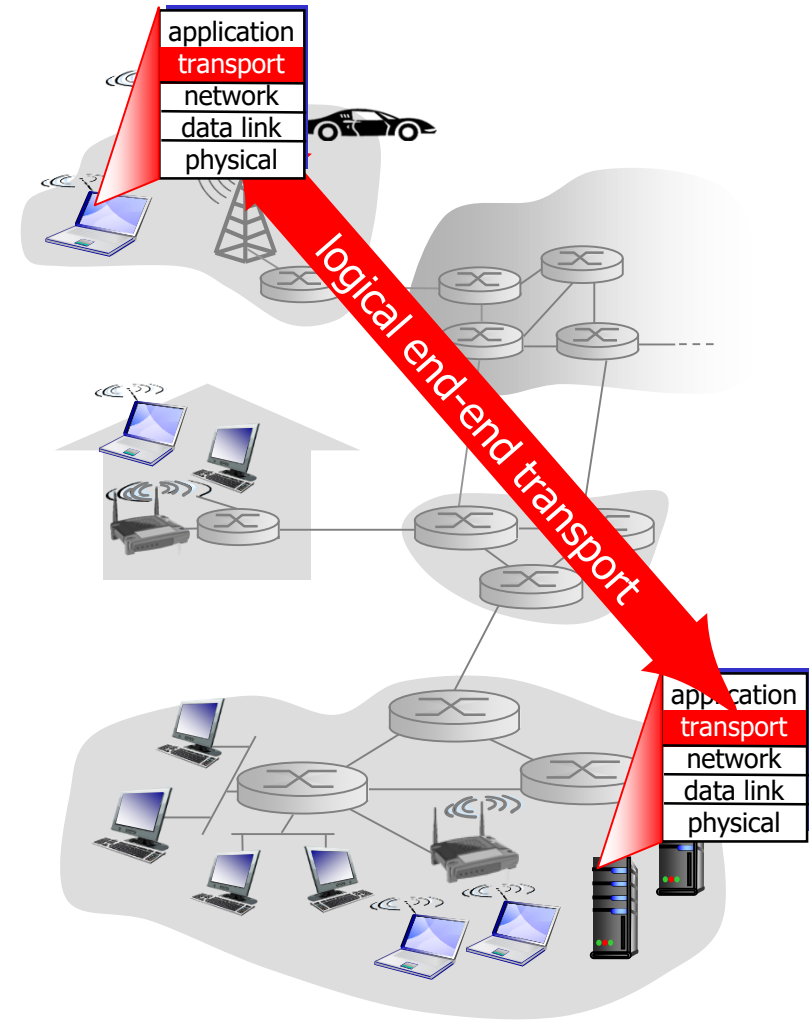 application
transport
network
data link
physical
logical end-end transport
application
transport
network
data link
physical